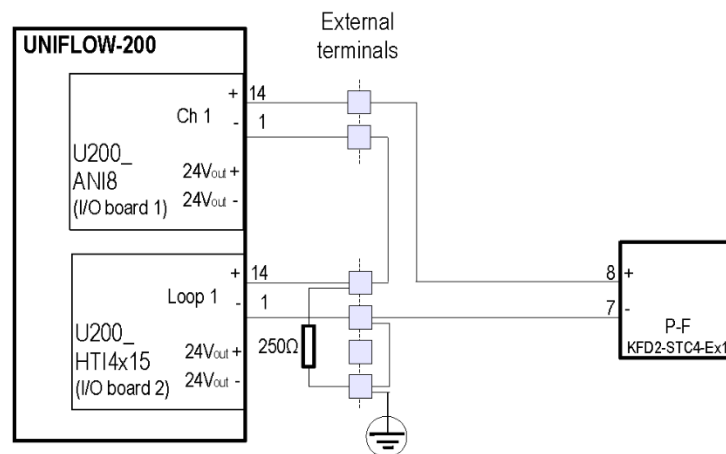 External
terminals
UNIFLOW-200
+ 14
Ch 1
- 1
U200_
ANI8
(I/O board 1)
24Vout +
24Vout -
+ 14
Loop 1
- 1
U200_
HTI4x15
(I/O board 2)
24Vout +
24Vout -
250Ω
8 +
7 -
P-F
KFD2-STC4-Ex1